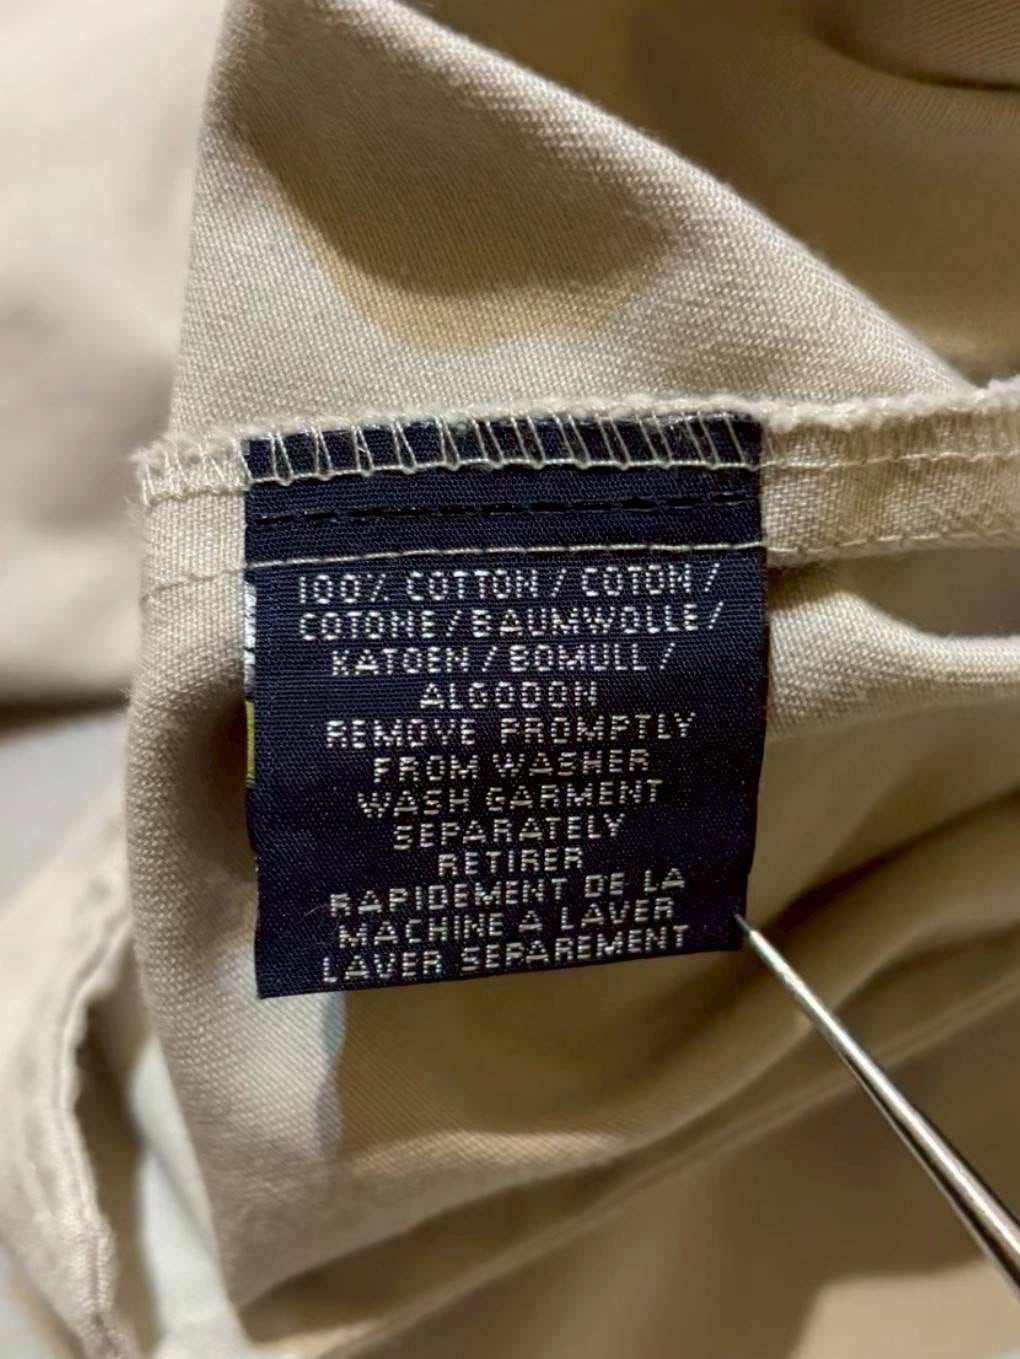 100% COTTON / COTON /
COTONE / BAUMWOLLE /
KATOEN / BOMULL /
ALGODON
REMOVE PROMPTLY
FROM WASHER
WASH GARMENT
SEPARATELY
RETIRER
RAPIDEMENT DE LA
MACHINE A LAVER
LAVER SEPAREMENT